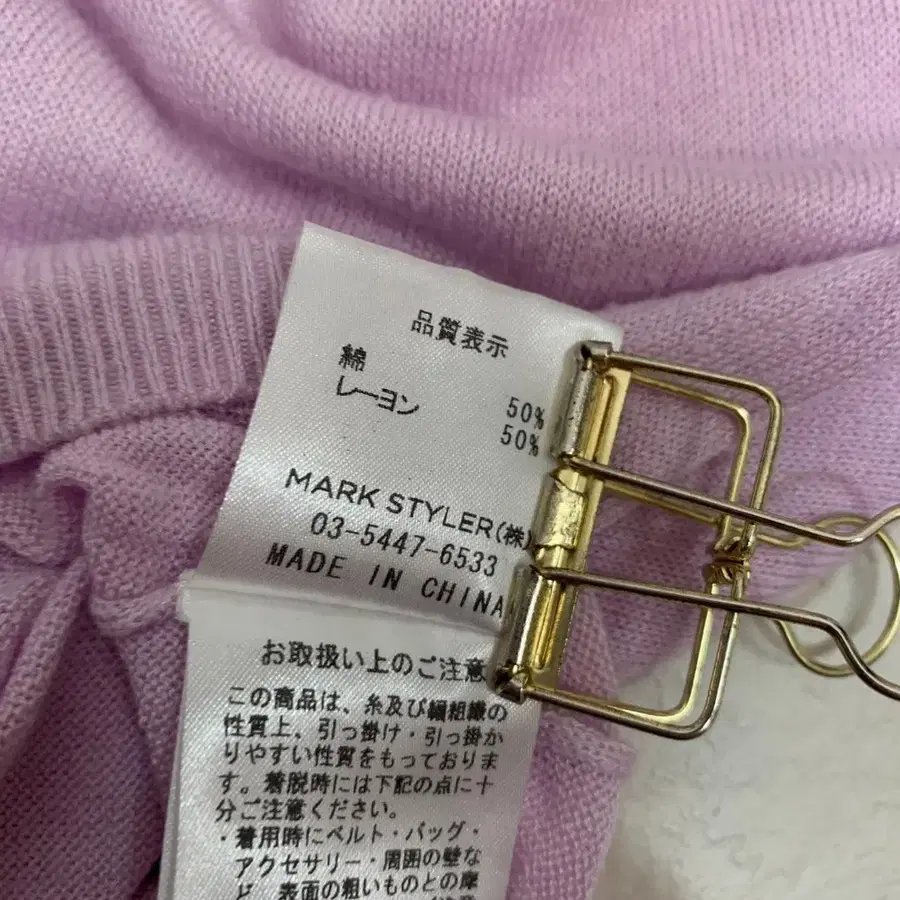 品質表示
綿 50%
レーヨン 50%
MARK STYLER(株)
03-5447-6533
MADE IN CHINA
お取扱い上のご注意
この商品は、糸及び編組織の
性質上、引っ掛け・引っ掛か
りやすい性質をもっておりま
す。着脱時には下記の点に十
分ご注意ください。
・着用時にベルト・バッグ・
アクセサリー・周囲の壁な
ど、表面の粗いものとの摩